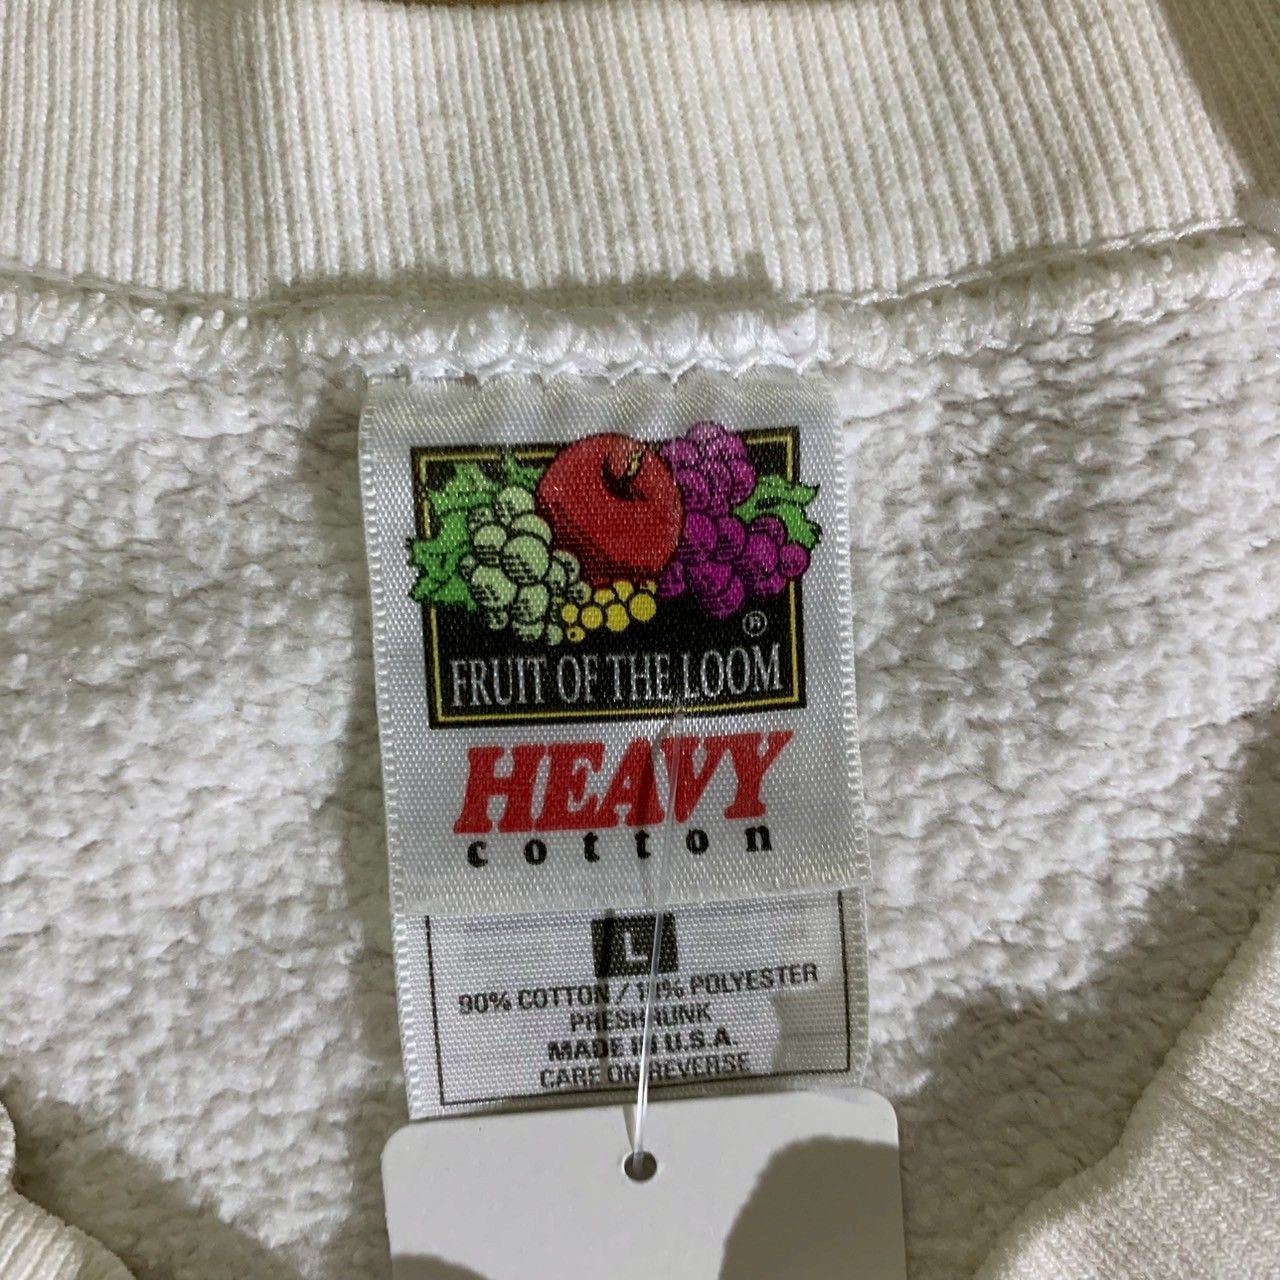 ®
FRUIT OF THE LOOM
HEAVY
cotton
L
90% COTTON / 10% POLYESTER
PRESHRUNK
MADE IN U.S.A.
CARE ON REVERSE